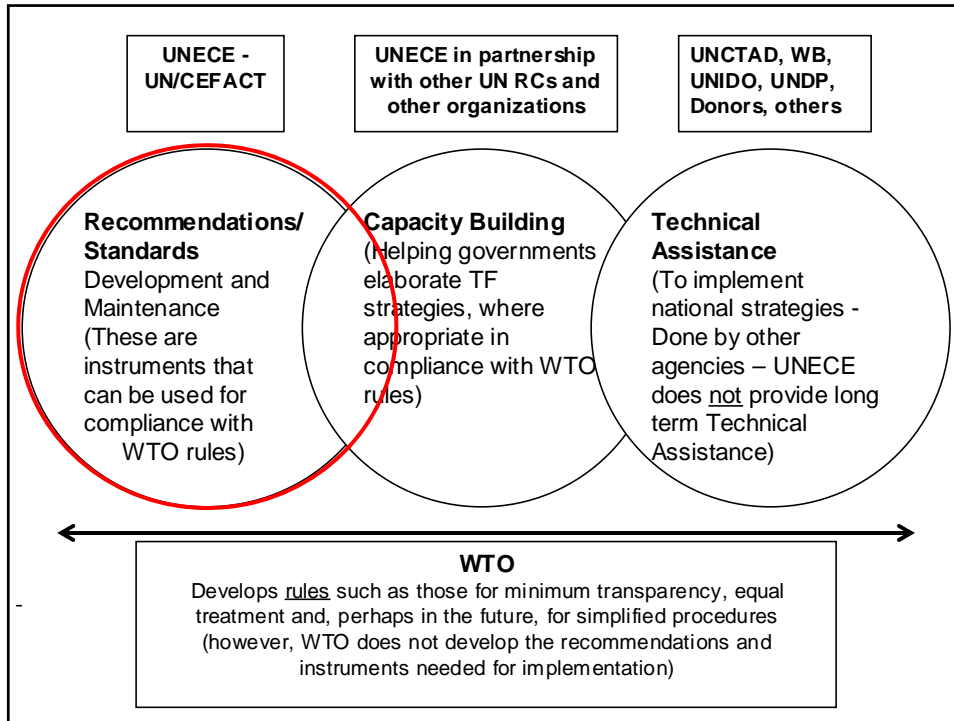 UNECE -
UN/CEFACT
UNECE in partnership
with other UN RCs and
other organizations
UNCTAD, WB,
UNIDO, UNDP,
Donors, others
Recommendations/
Standards
Development and
Maintenance
(These are
instruments that
can be used for
compliance with
WTO rules)
Capacity Building
(Helping governments
elaborate TF
strategies, where
appropriate in
compliance with WTO
rules)
Technical
Assistance
(To implement
national strategies -
Done by other
agencies – UNECE
does not provide long
term Technical
Assistance)
WTO
Develops rules such as those for minimum transparency, equal
treatment and, perhaps in the future, for simplified procedures
(however, WTO does not develop the recommendations and
instruments needed for implementation)
-